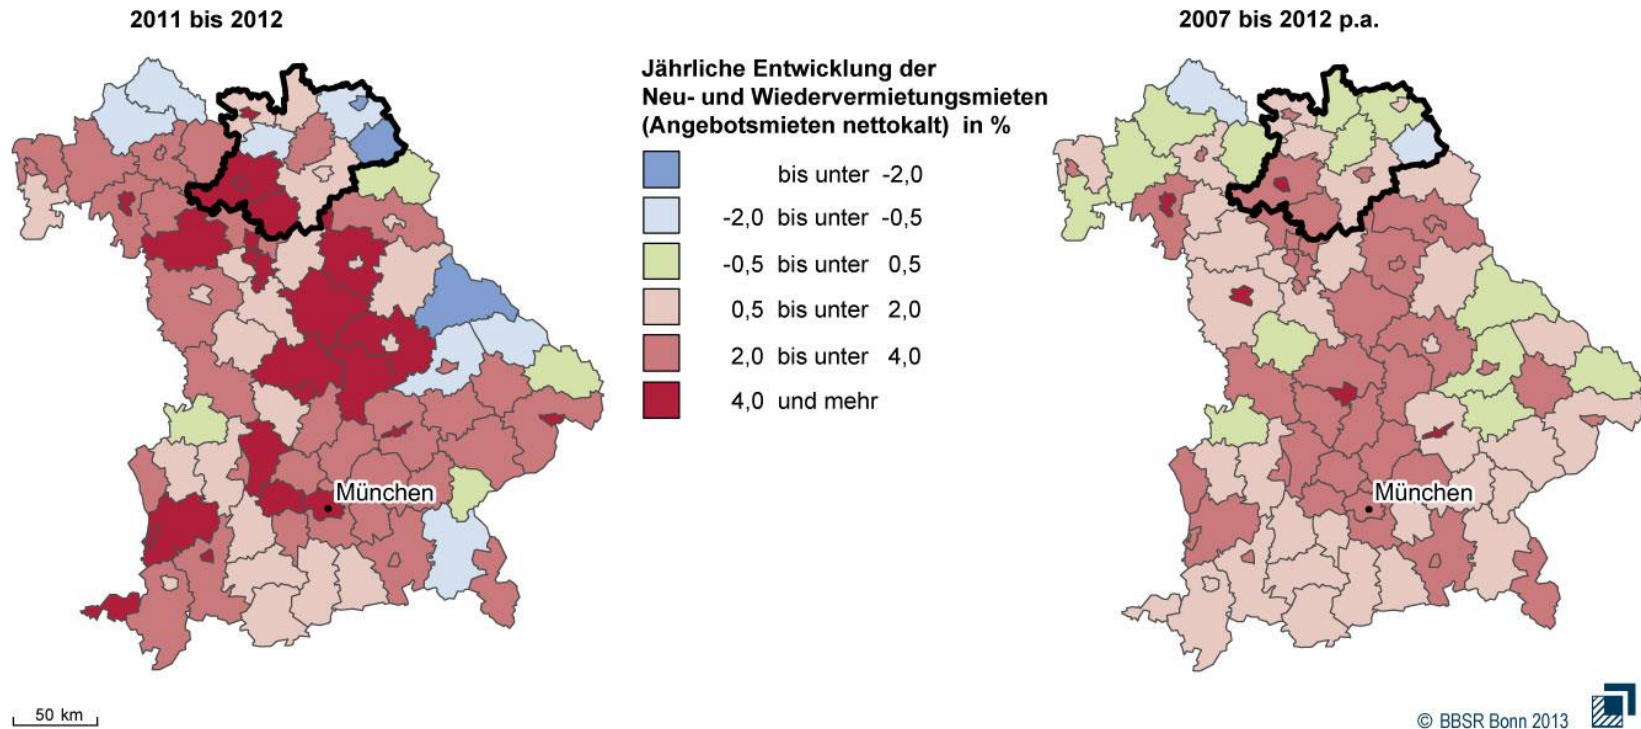 2011 bis 2012
2007 bis 2012 p.a.
Jährliche Entwicklung der
Neu- und Wiedervermietungsmieten
(Angebotsmieten nettokalt) in %
bis unter -2,0
-2,0 bis unter -0,5
-0,5 bis unter 0,5
0,5 bis unter 2,0
2,0 bis unter 4,0
4,0 und mehr
München
München
50 km
© BBSR Bonn 2013